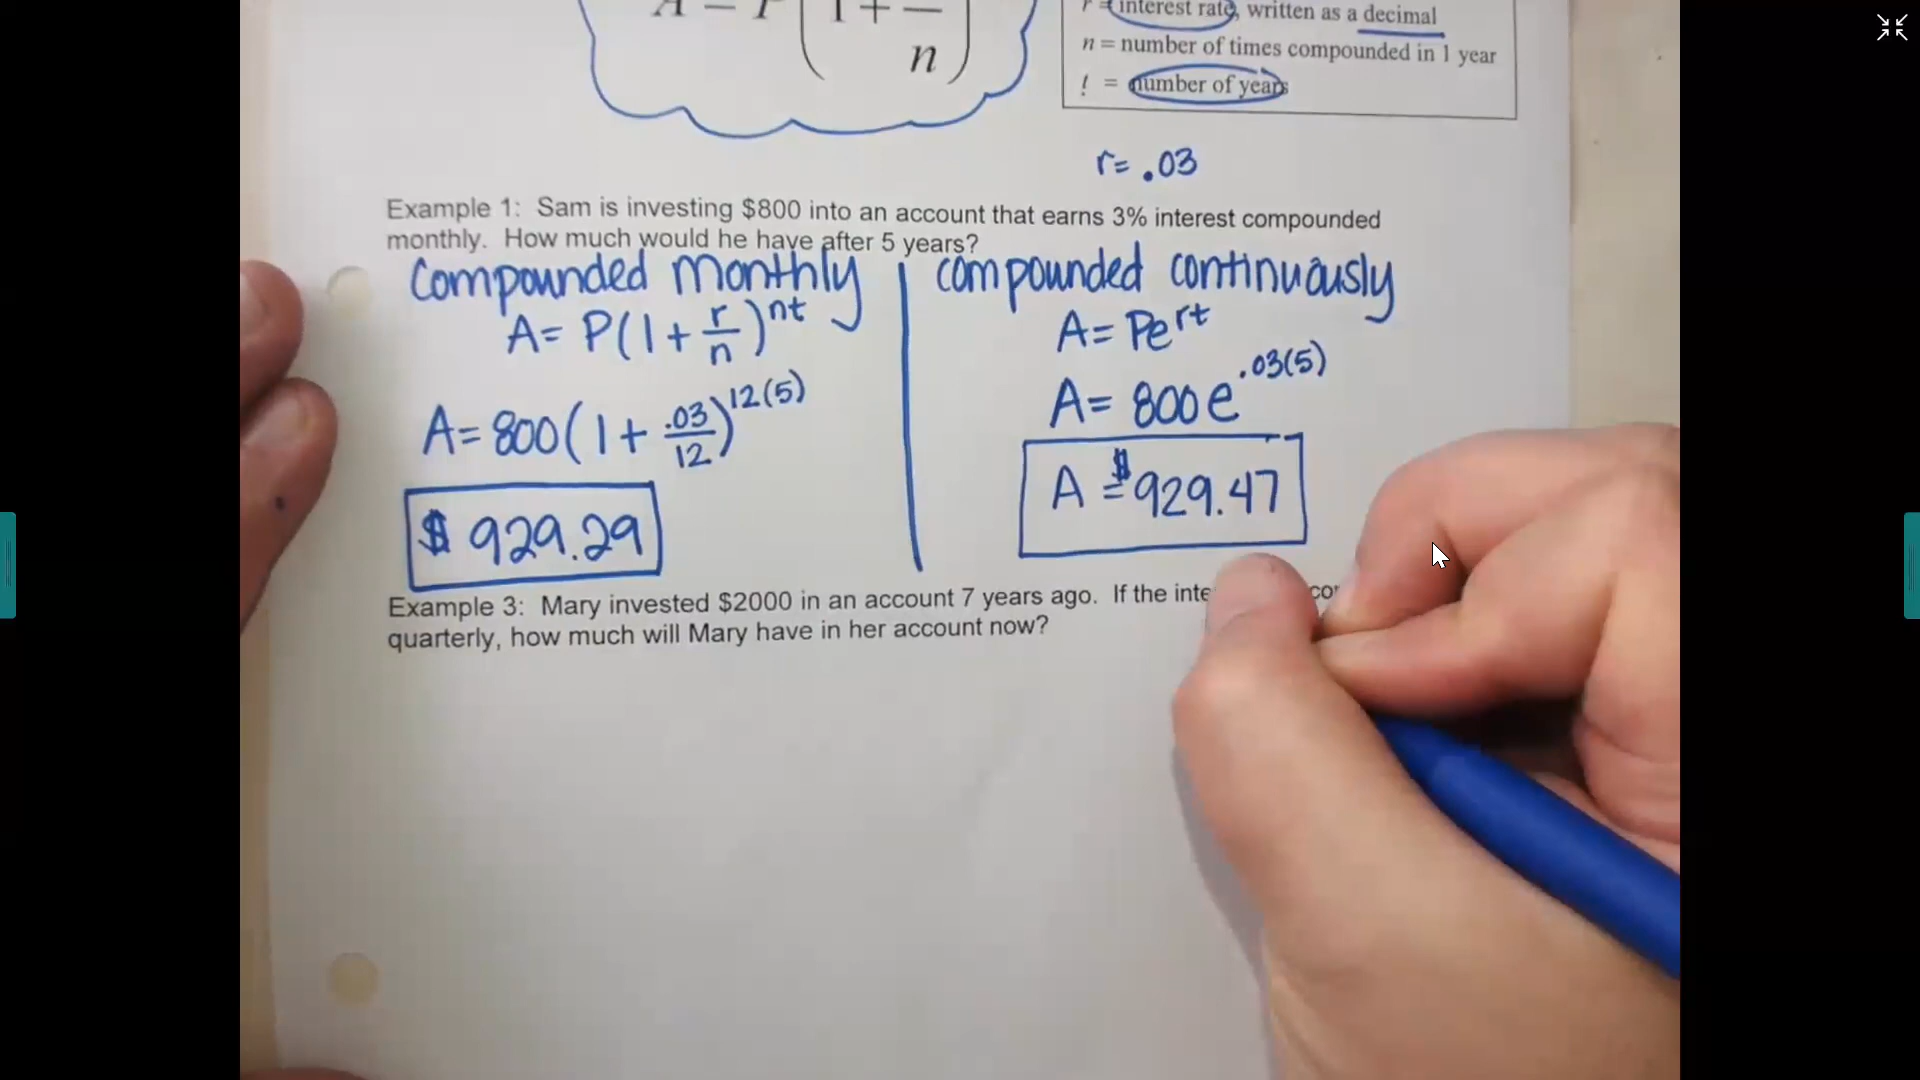 A = P(1 + — n)
r = interest rate, written as a decimal
n = number of times compounded in 1 year
! = number of years
r= .03
Example 1: Sam is investing $800 into an account that earns 3% interest compounded
monthly. How much would he have after 5 years?
compounded monthly
A= P(1 + r/n)^nt
A= 800(1 + .03/12)^12(5)
$ 929.29
compounded continuously
A= Pe^rt
A= 800e^.03(5)
A = $929.47
Example 3: Mary invested $2000 in an account 7 years ago. If the
quarterly, how much will Mary have in her account now?